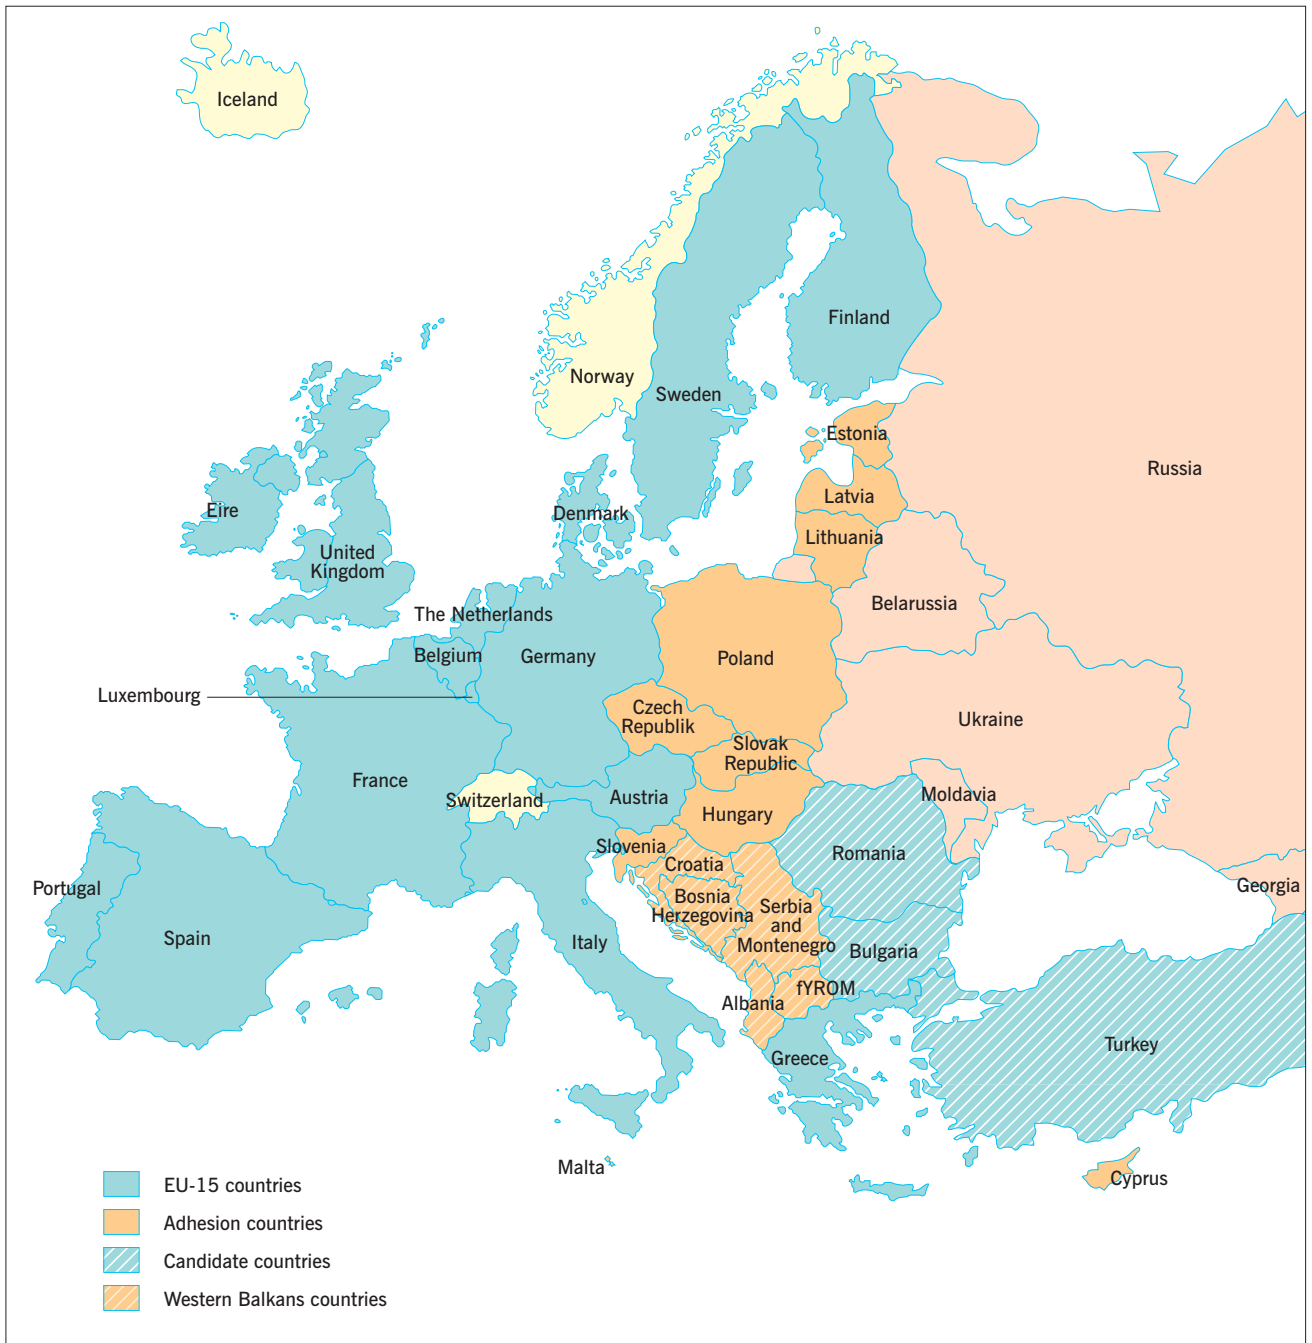 Iceland
Finland
Norway
Sweden
Estonia
Russia
Latvia
Eire
Denmark
Lithuania
United
Kingdom
Belarussia
The Netherlands
Belgium
Germany
Poland
Luxembourg
Czech
Republik
Ukraine
Slovak
Republic
France
Switzerland
Austria
Moldavia
Hungary
Slovenia
Romania
Croatia
Portugal
Georgia
Bosnia
Herzegovina
Serbia
and
Montenegro
Spain
Italy
Bulgaria
fYROM
Albania
Turkey
Greece
Malta
Cyprus
EU-15 countries
Adhesion countries
Candidate countries
Western Balkans countries